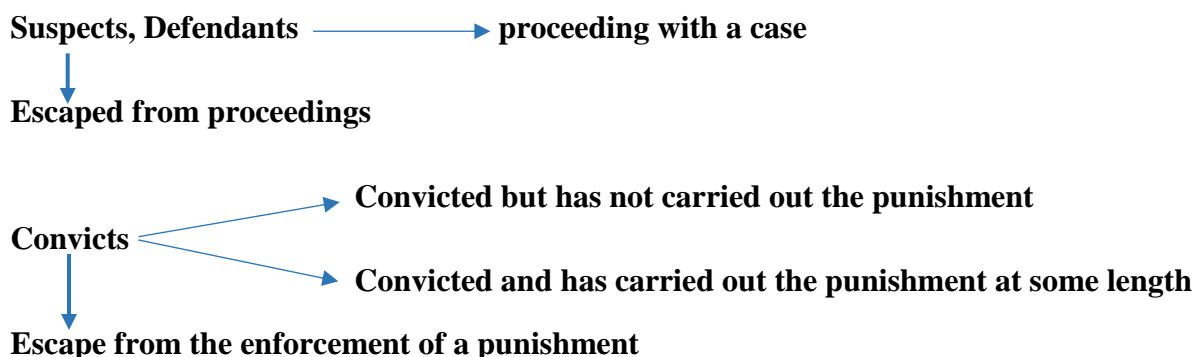 Suspects, Defendants proceeding with a case
Escaped from proceedings
Convicted but has not carried out the punishment
Convicts
Convicted and has carried out the punishment at some length
Escape from the enforcement of a punishment